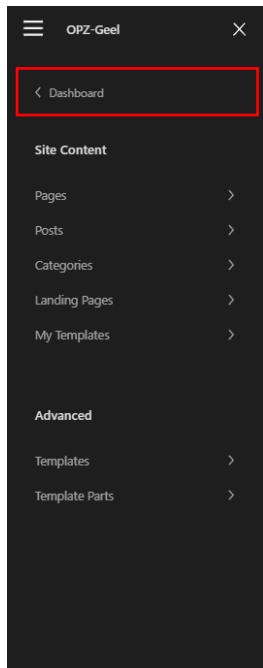 OPZ-Geel
Dashboard
Site Content
Pages
Posts
Categories
Landing Pages
My Templates
Advanced
Templates
Template Parts